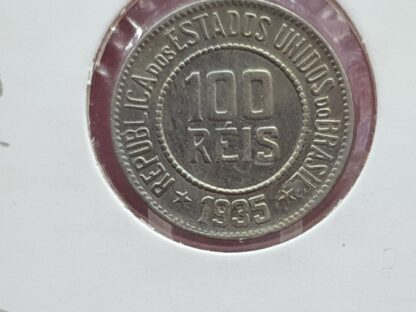 REPUBLICA DOS ESTADOS UNIDOS DO BRASIL
100
RÉIS
1935